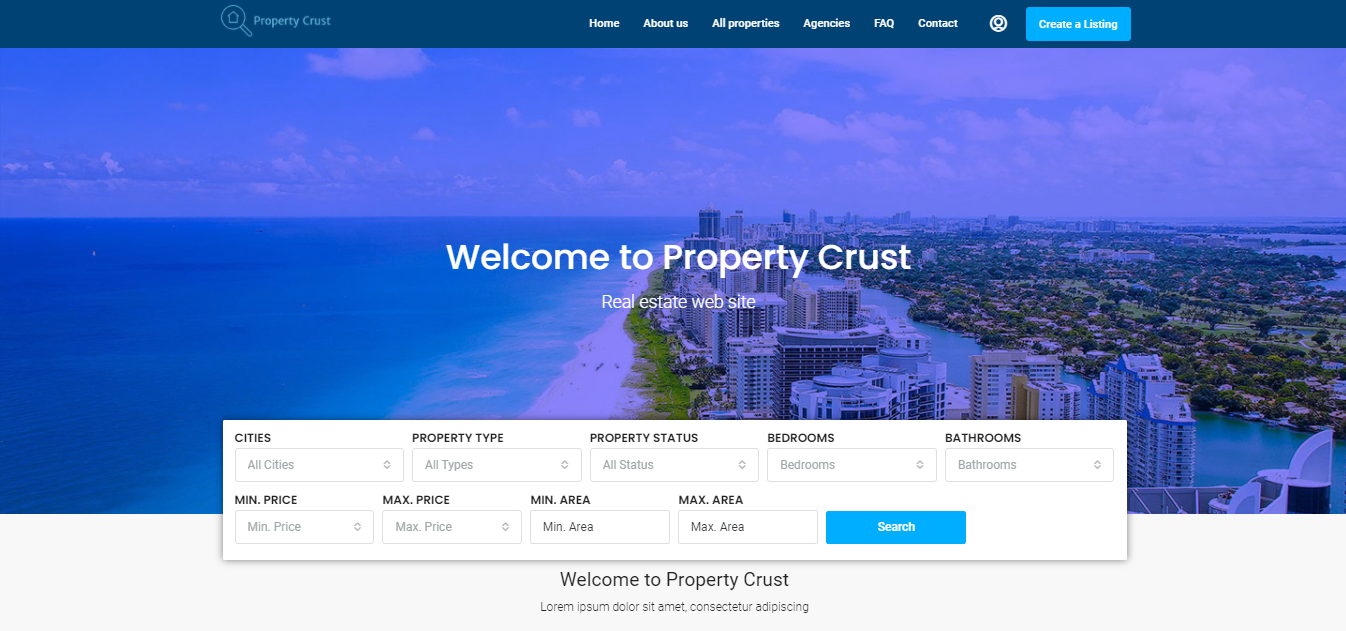 Property Crust
Home About us All properties Agencies FAQ Contact Create a Listing
Welcome to Property Crust
Real estate web site
CITIES PROPERTY TYPE PROPERTY STATUS BEDROOMS BATHROOMS
All Cities All Types All Status Bedrooms Bathrooms
MIN. PRICE MAX. PRICE MIN. AREA MAX. AREA
Min. Price Max. Price Min. Area Max. Area Search
Welcome to Property Crust
Lorem ipsum dolor sit amet, consectetur adipiscing